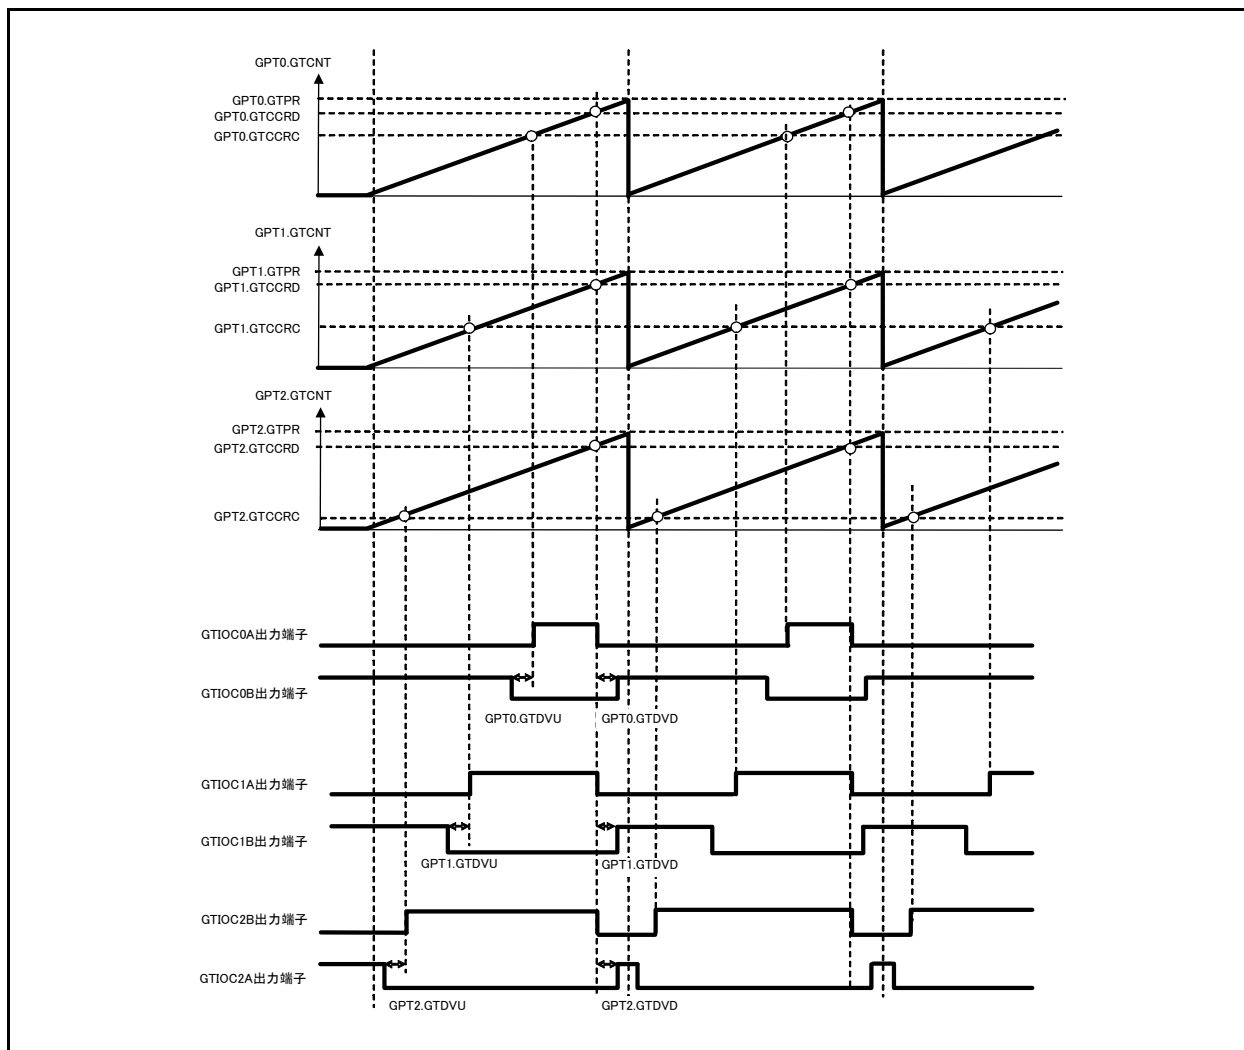 GPT0.GTCNT
GPT0.GTPR
GPT0.GTCCRD
GPT0.GTCCRC
GPT1.GTCNT
GPT1.GTPR
GPT1.GTCCRD
GPT1.GTCCRC
GPT2.GTCNT
GPT2.GTPR
GPT2.GTCCRD
GPT2.GTCCRC
GTIOC0A出力端子
GTIOC0B出力端子
GPT0.GTDVU GPT0.GTDVD
GTIOC1A出力端子
GTIOC1B出力端子
GPT1.GTDVU GPT1.GTDVD
GTIOC2B出力端子
GTIOC2A出力端子
GPT2.GTDVU GPT2.GTDVD